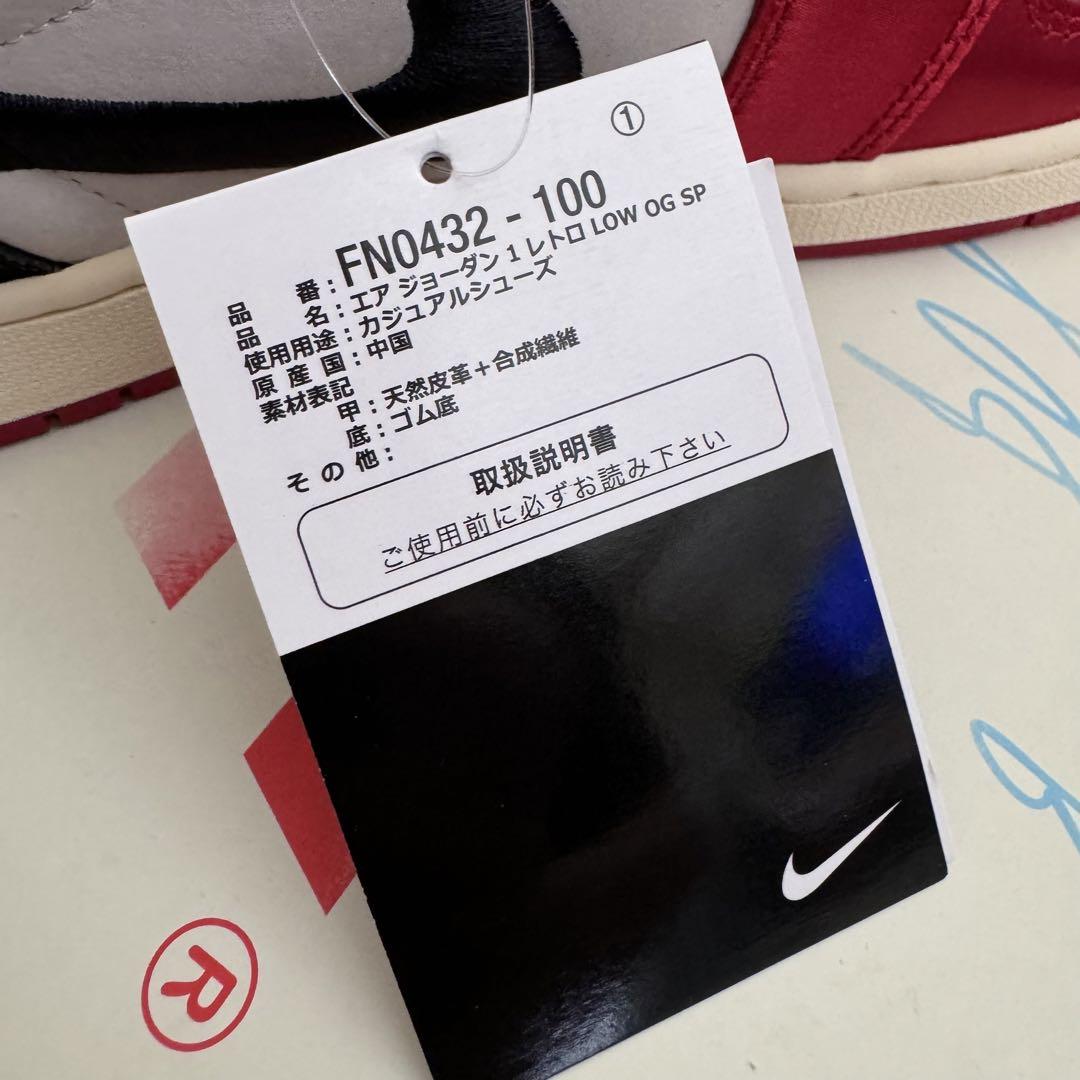 ①
品番：FN0432 - 100
品名：エア ジョーダン 1 レトロ LOW OG SP
使用用途：カジュアルシューズ
原産国：中国
素材表記
甲：天然皮革＋合成繊維
底：ゴム底
その他：
取扱説明書
ご使用前に必ずお読み下さい
R